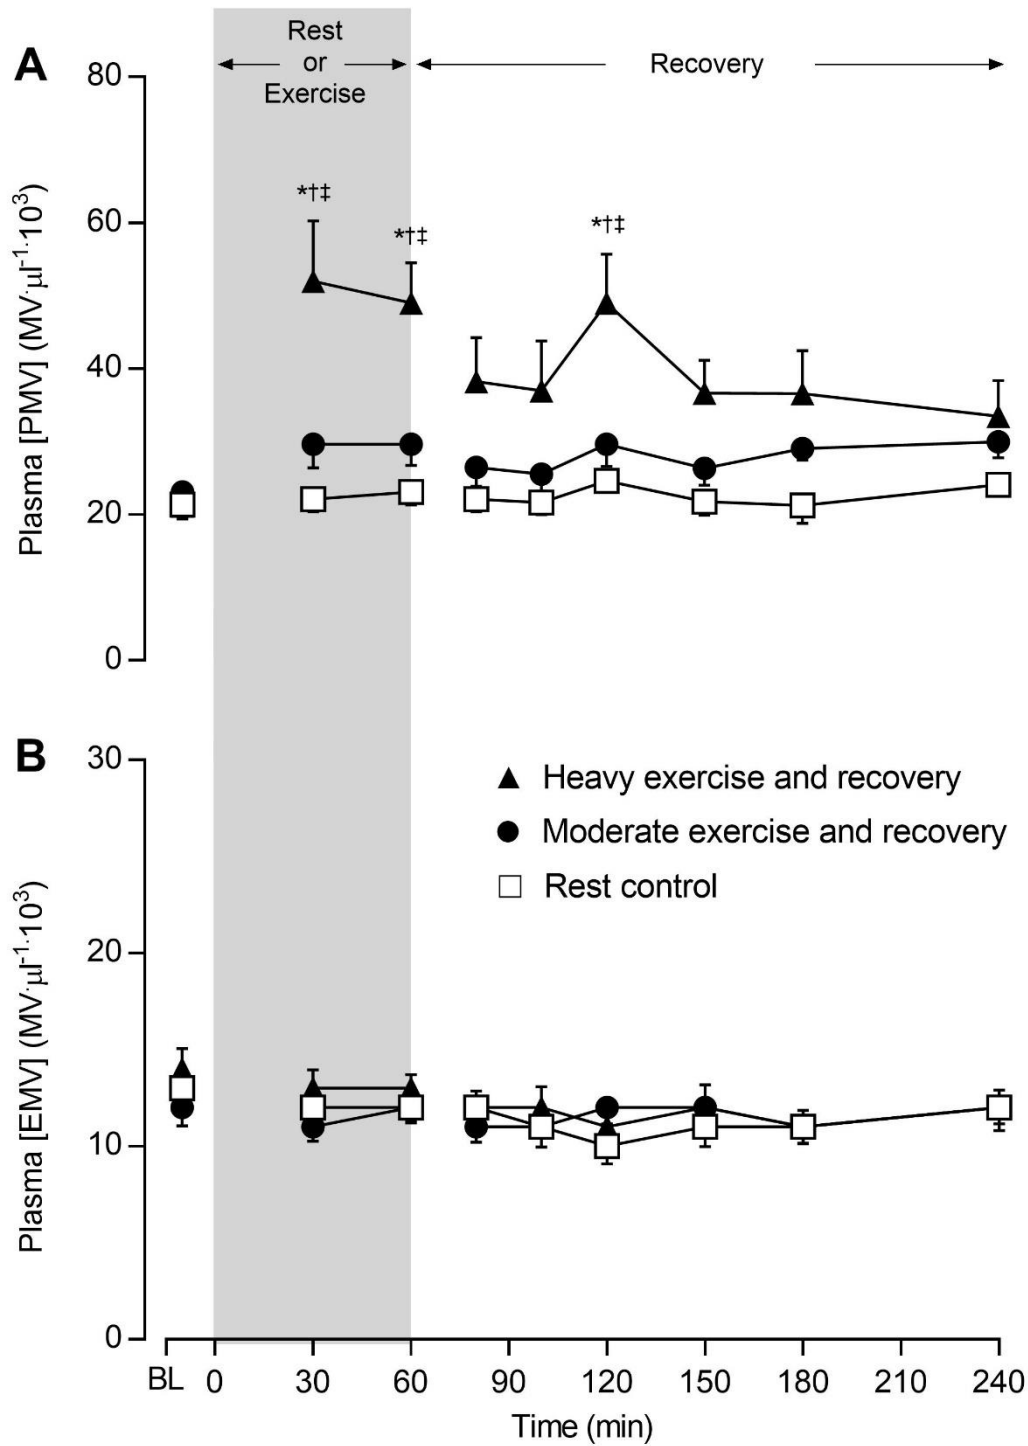 A
Rest
or
Exercise
Recovery
80
60
40
20
0
Plasma [PMV] (MV·μl⁻¹·10³)
*†‡
*†‡
*†‡
B
30
20
10
0
Plasma [EMV] (MV·μl⁻¹·10³)
Heavy exercise and recovery
Moderate exercise and recovery
Rest control
BL 0 30 60 90 120 150 180 210 240
Time (min)